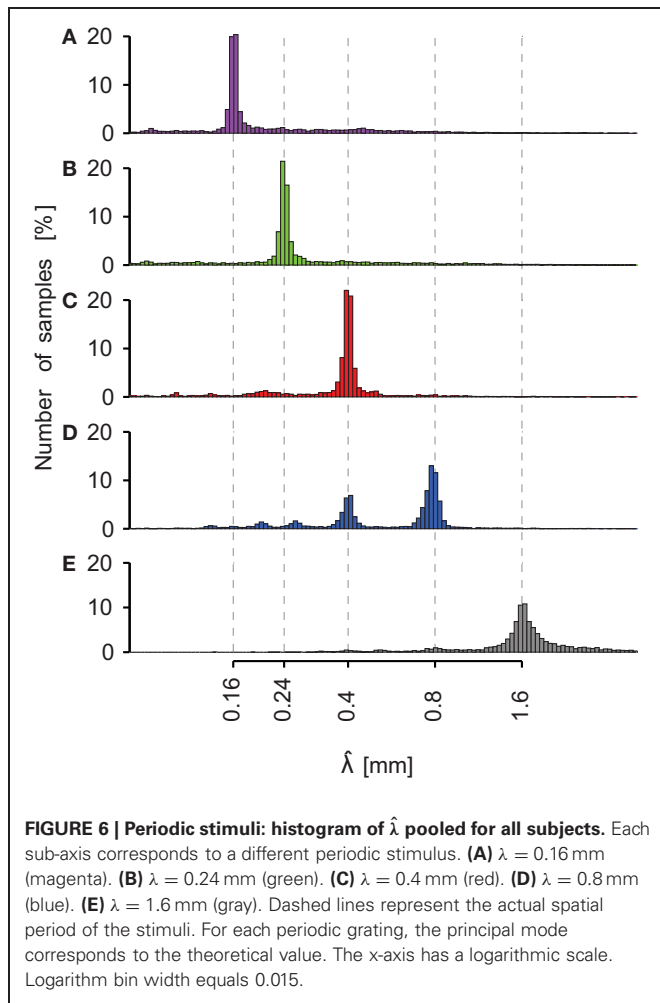 A 20
10
0
B 20
10
0
C 20
10
0
D 20
10
0
E 20
10
0
Number of samples [%]
0.16 0.24 0.4 0.8 1.6
λ̂ [mm]
FIGURE 6 | Periodic stimuli: histogram of λ̂ pooled for all subjects. Each
sub-axis corresponds to a different periodic stimulus. (A) λ = 0.16 mm
(magenta). (B) λ = 0.24 mm (green). (C) λ = 0.4 mm (red). (D) λ = 0.8 mm
(blue). (E) λ = 1.6 mm (gray). Dashed lines represent the actual spatial
period of the stimuli. For each periodic grating, the principal mode
corresponds to the theoretical value. The x-axis has a logarithmic scale.
Logarithm bin width equals 0.015.